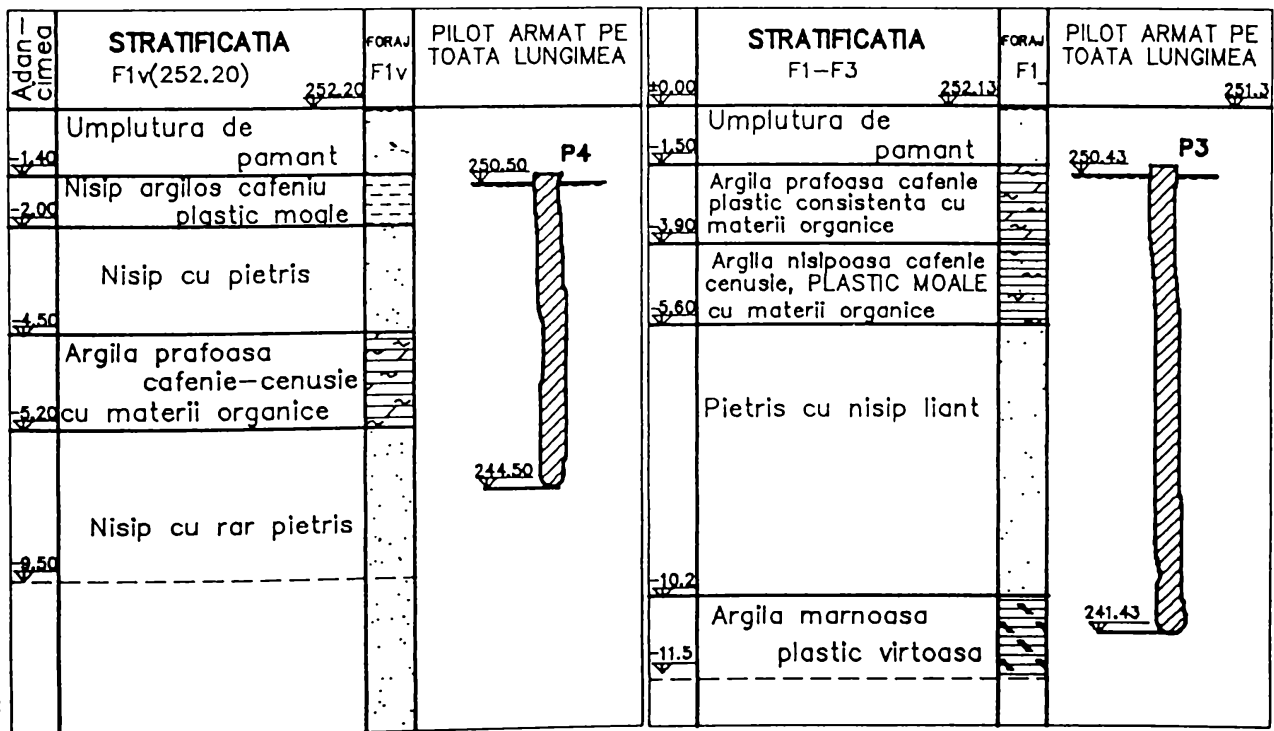 Adan-
cimea
STRATIFICATIA
F1v(252.20)
252.20
FORAJ
F1v
PILOT ARMAT PE
TOATA LUNGIMEA
Umplutura de
pamant
-1.40
Nisip argilos cafeniu
plastic moale
-2.00
Nisip cu pietris
-4.50
Argila prafoasa
cafenie-cenusie
cu materii organice
-5.20
Nisip cu rar pietris
-9.50
P4
250.50
244.50
STRATIFICATIA
F1-F3
±0.00
252.13
FORAJ
F1
PILOT ARMAT PE
TOATA LUNGIMEA
251.3
Umplutura de
pamant
-1.50
Argila prafoasa cafenie
plastic consistenta cu
materii organice
-3.90
Argila nisipoasa cafenie
cenusie, PLASTIC MOALE
cu materii organice
-5.60
Pietris cu nisip liant
-10.2
Argila marnoasa
plastic virtoasa
-11.5
P3
250.43
241.43